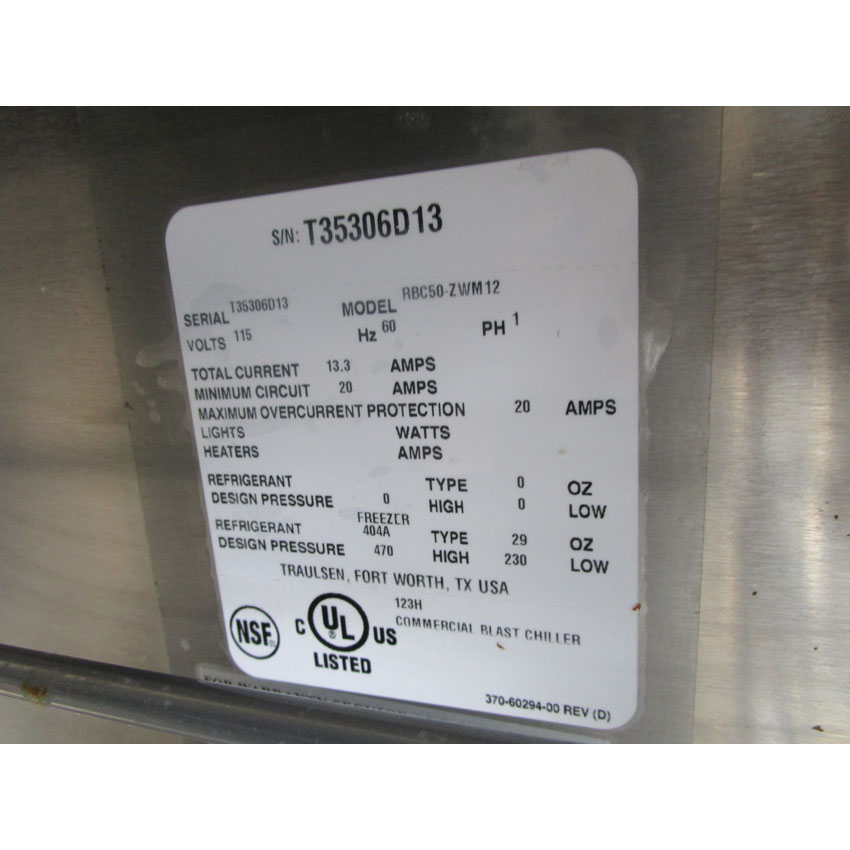 S/N: T35306D13
SERIAL T35306D13 MODEL RBC50-ZWM12
VOLTS 115 Hz 60 PH 1
TOTAL CURRENT 13.3 AMPS
MINIMUM CIRCUIT 20 AMPS
MAXIMUM OVERCURRENT PROTECTION 20 AMPS
LIGHTS WATTS
HEATERS AMPS
REFRIGERANT TYPE 0 OZ
DESIGN PRESSURE 0 HIGH 0 LOW
FREEZER
REFRIGERANT 404A TYPE 29 OZ
DESIGN PRESSURE 470 HIGH 230 LOW
TRAULSEN, FORT WORTH, TX USA
123H
COMMERCIAL BLAST CHILLER
NSF
C UL ® US
LISTED
370-60294-00 REV (D)